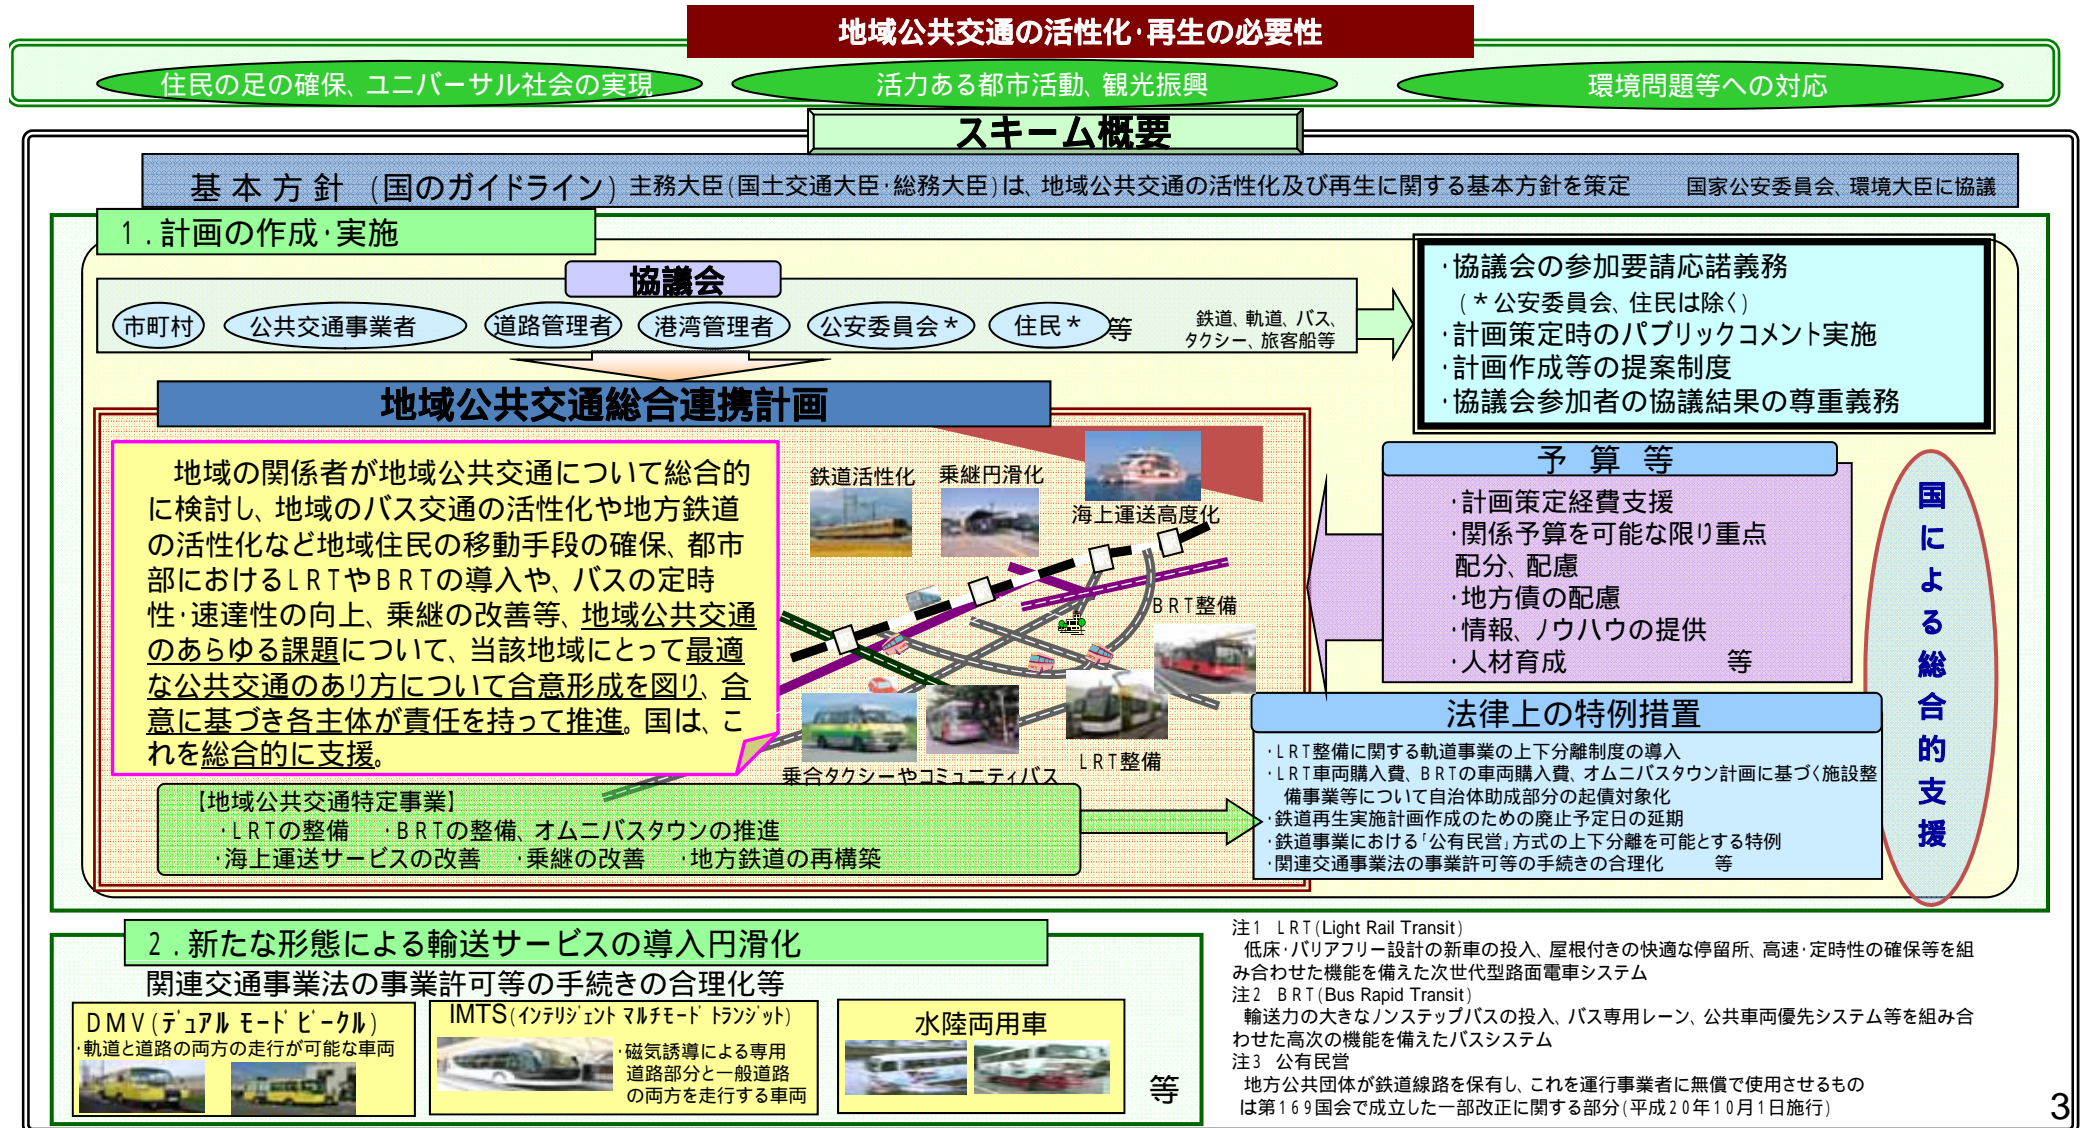 地域公共交通の活性化・再生の必要性
住民の足の確保、ユニバーサル社会の実現
活力ある都市活動、観光振興
環境問題等への対応
スキーム概要
基本方針 (国のガイドライン) 主務大臣(国土交通大臣・総務大臣)は、地域公共交通の活性化及び再生に関する基本方針を策定 国家公安委員会、環境大臣に協議
1.計画の作成・実施
協議会
市町村 公共交通事業者 道路管理者 港湾管理者 公安委員会* 住民* 等
鉄道、軌道、バス、
タクシー、旅客船等
・協議会の参加要請応諾義務
(*公安委員会、住民は除く)
・計画策定時のパブリックコメント実施
・計画作成等の提案制度
・協議会参加者の協議結果の尊重義務
地域公共交通総合連携計画
地域の関係者が地域公共交通について総合的
に検討し、地域のバス交通の活性化や地方鉄道
の活性化など地域住民の移動手段の確保、都市
部におけるLRTやBRTの導入や、バスの定時
性・速達性の向上、乗継の改善等、地域公共交通
のあらゆる課題について、当該地域にとって最適
な公共交通のあり方について合意形成を図り、合
意に基づき各主体が責任を持って推進。国は、こ
れを総合的に支援。
鉄道活性化
乗継円滑化
海上運送高度化
BRT整備
LRT整備
乗合タクシーやコミュニティバス
【地域公共交通特定事業】
・LRTの整備 ・BRTの整備、オムニバスタウンの推進
・海上運送サービスの改善 ・乗継の改善 ・地方鉄道の再構築
予算等
・計画策定経費支援
・関係予算を可能な限り重点
配分、配慮
・地方債の配慮
・情報、ノウハウの提供
・人材育成 等
法律上の特例措置
・LRT整備に関する軌道事業の上下分離制度の導入
・LRT車両購入費、BRTの車両購入費、オムニバスタウン計画に基づく施設整
備事業等について自治体助成部分の起債対象化
・鉄道再生実施計画作成のための廃止予定日の延期
・鉄道事業における「公有民営」方式の上下分離を可能とする特例
・関連交通事業法の事業許可等の手続きの合理化 等
国による総合的支援
2.新たな形態による輸送サービスの導入円滑化
関連交通事業法の事業許可等の手続きの合理化等
DMV(デュアル モード ビークル)
・軌道と道路の両方の走行が可能な車両
IMTS(インテリジェント マルチモード トランジット)
・磁気誘導による専用
道路部分と一般道路
の両方を走行する車両
水陸両用車
等
注1 LRT(Light Rail Transit)
低床・バリアフリー設計の新車の投入、屋根付きの快適な停留所、高速・定時性の確保等を組
み合わせた機能を備えた次世代型路面電車システム
注2 BRT(Bus Rapid Transit)
輸送力の大きなノンステップバスの投入、バス専用レーン、公共車両優先システム等を組み合
わせた高次の機能を備えたバスシステム
注3 公有民営
地方公共団体が鉄道線路を保有し、これを運行事業者に無償で使用させるもの
は第169国会で成立した一部改正に関する部分(平成20年10月1日施行)
3